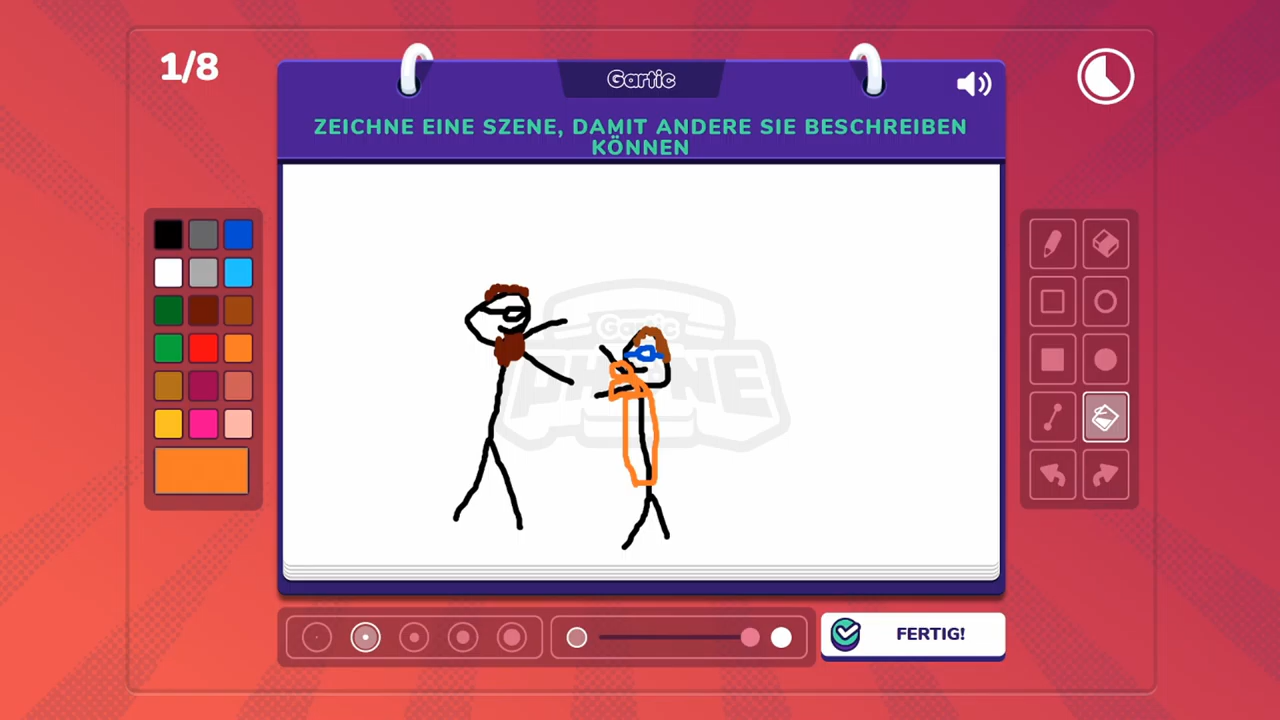 1/8
Gartic
ZEICHNE EINE SZENE, DAMIT ANDERE SIE BESCHREIBEN
KÖNNEN
Gartic
PHONE
FERTIG!